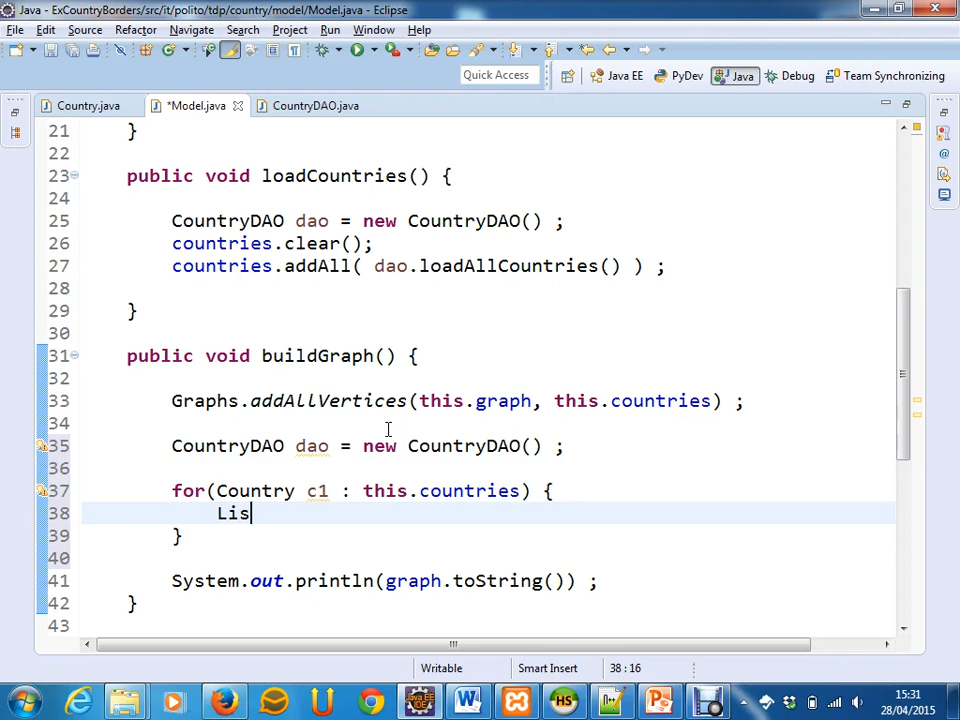 Java - ExCountryBorders/src/it/polito/tdp/country/model/Model.java - Eclipse
File Edit Source Refactor Navigate Search Project Run Window Help
Quick Access Java EE PyDev Java Debug Team Synchronizing
Country.java *Model.java CountryDAO.java
21 }
22
23 public void loadCountries() {
24
25 CountryDAO dao = new CountryDAO() ;
26 countries.clear();
27 countries.addAll( dao.loadAllCountries() ) ;
28
29 }
30
31 public void buildGraph() {
32
33 Graphs.addAllVertices(this.graph, this.countries) ;
34
35 CountryDAO dao = new CountryDAO() ;
36
37 for(Country c1 : this.countries) {
38 Lis
39 }
40
41 System.out.println(graph.toString()) ;
42 }
43
Writable Smart Insert 38 : 16
15:31
28/04/2015